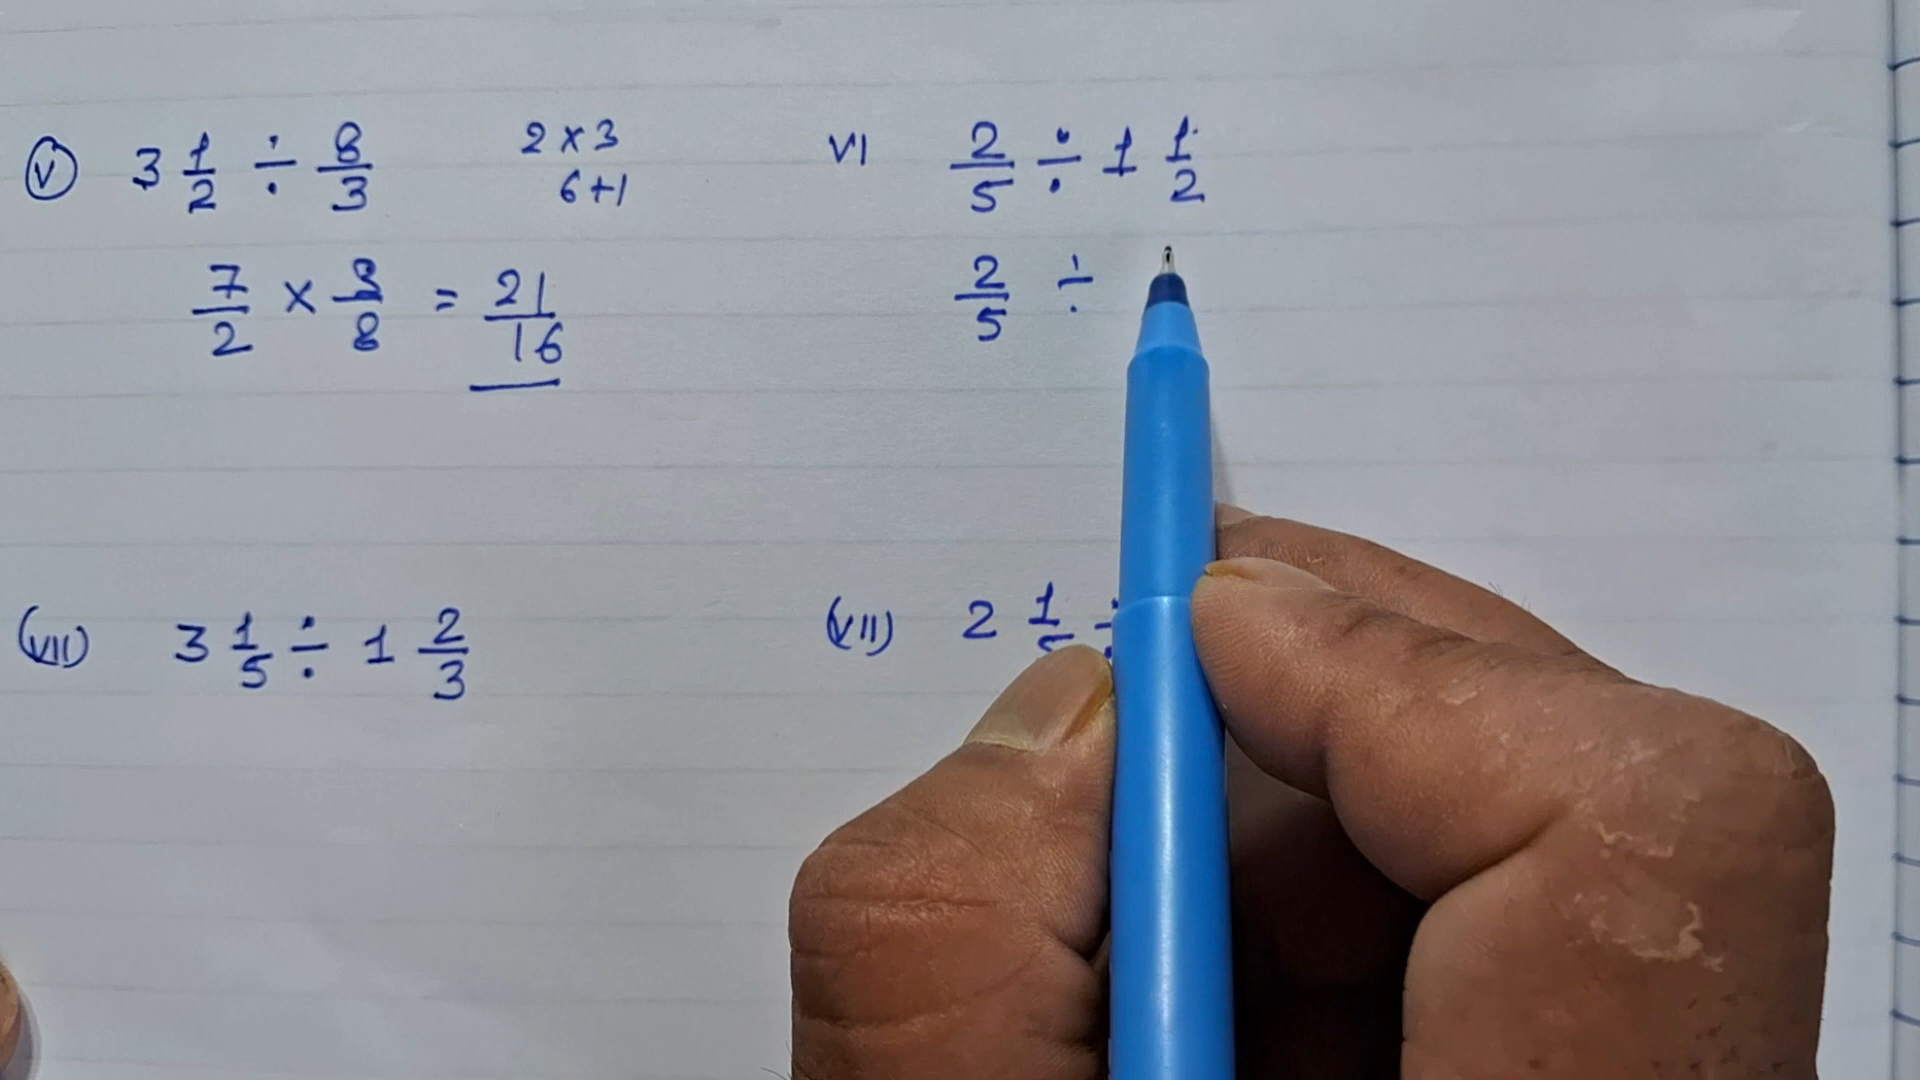 (v) 3 1/2 ÷ 8/3
2 x 3
6+1
7/2 x 3/8 = 21/16
VI 2/5 ÷ 1 1/2
2/5 ÷
(VII) 3 1/5 ÷ 1 2/3
(VII) 2 1/5 ÷